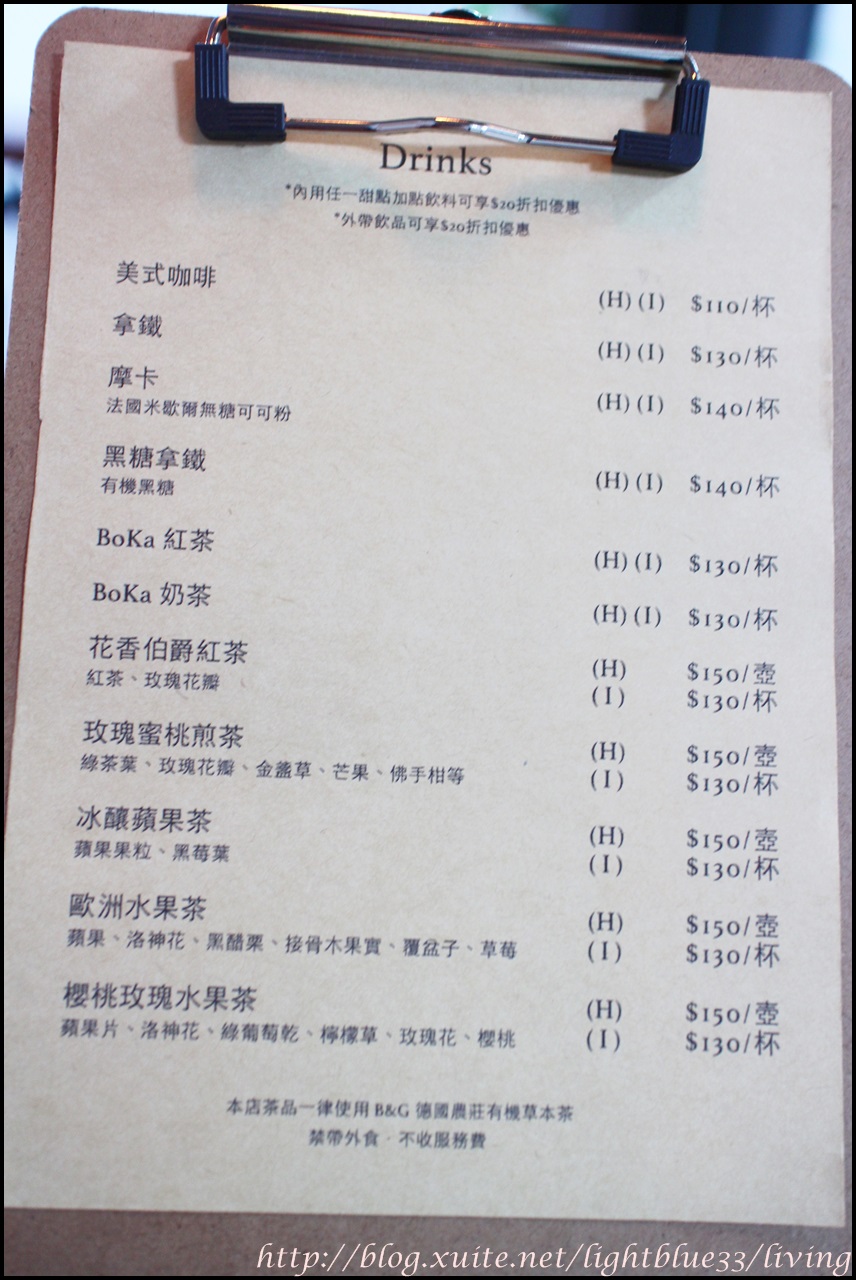 Drinks
*內用任一甜點加點飲料可享$20折扣優惠
*外帶飲品可享$20折扣優惠
美式咖啡 (H) (I) $110/杯
拿鐵 (H) (I) $130/杯
摩卡 (H) (I) $140/杯
法國米歇爾無糖可可粉
黑糖拿鐵 (H) (I) $140/杯
有機黑糖
BoKa 紅茶 (H) (I) $130/杯
BoKa 奶茶 (H) (I) $130/杯
花香伯爵紅茶 (H) $150/壺
紅茶、玫瑰花瓣 (I) $130/杯
玫瑰蜜桃煎茶 (H) $150/壺
綠茶葉、玫瑰花瓣、金盞草、芒果、佛手柑等 (I) $130/杯
冰釀蘋果茶 (H) $150/壺
蘋果果粒、黑莓葉 (I) $130/杯
歐洲水果茶 (H) $150/壺
蘋果、洛神花、黑醋栗、接骨木果實、覆盆子、草莓 (I) $130/杯
櫻桃玫瑰水果茶 (H) $150/壺
蘋果片、洛神花、綠葡萄乾、檸檬草、玫瑰花、櫻桃 (I) $130/杯
本店茶品一律使用 B&G 德國農莊有機草本茶
禁帶外食 · 不收服務費
http://blog.xuite.net/lightblue33/living